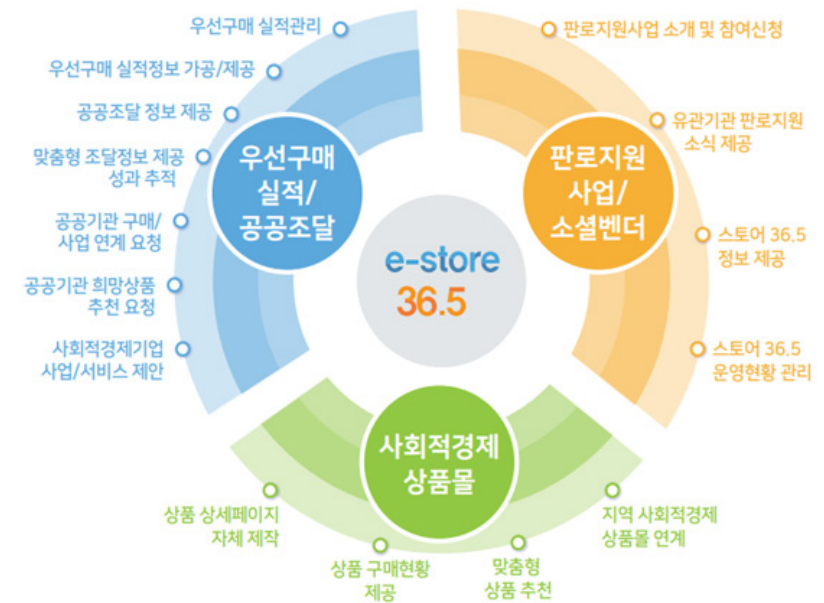 우선구매 실적관리
우선구매 실적정보 가공/제공
공공조달 정보 제공
맞춤형 조달정보 제공
성과 추적
공공기관 구매/
사업 연계 요청
공공기관 희망상품
추천 요청
사회적경제기업
사업/서비스 제안
우선구매
실적/
공공조달
판로지원사업 소개 및 참여신청
유관기관 판로지원
소식 제공
스토어 36.5
정보 제공
스토어 36.5
운영현황 관리
판로지원
사업/
소셜벤더
e-store
36.5
사회적경제
상품몰
상품 상세페이지
자체 제작
상품 구매현황
제공
맞춤형
상품 추천
지역 사회적경제
상품몰 연계